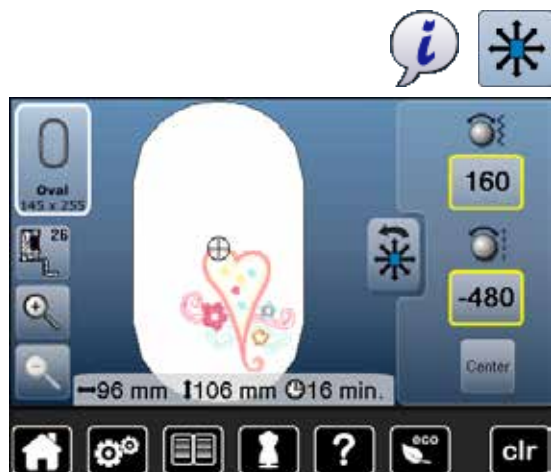 i
Oval
145 x 255
26
160
-480
Center
96 mm 106 mm 16 min.
?
eco
clr